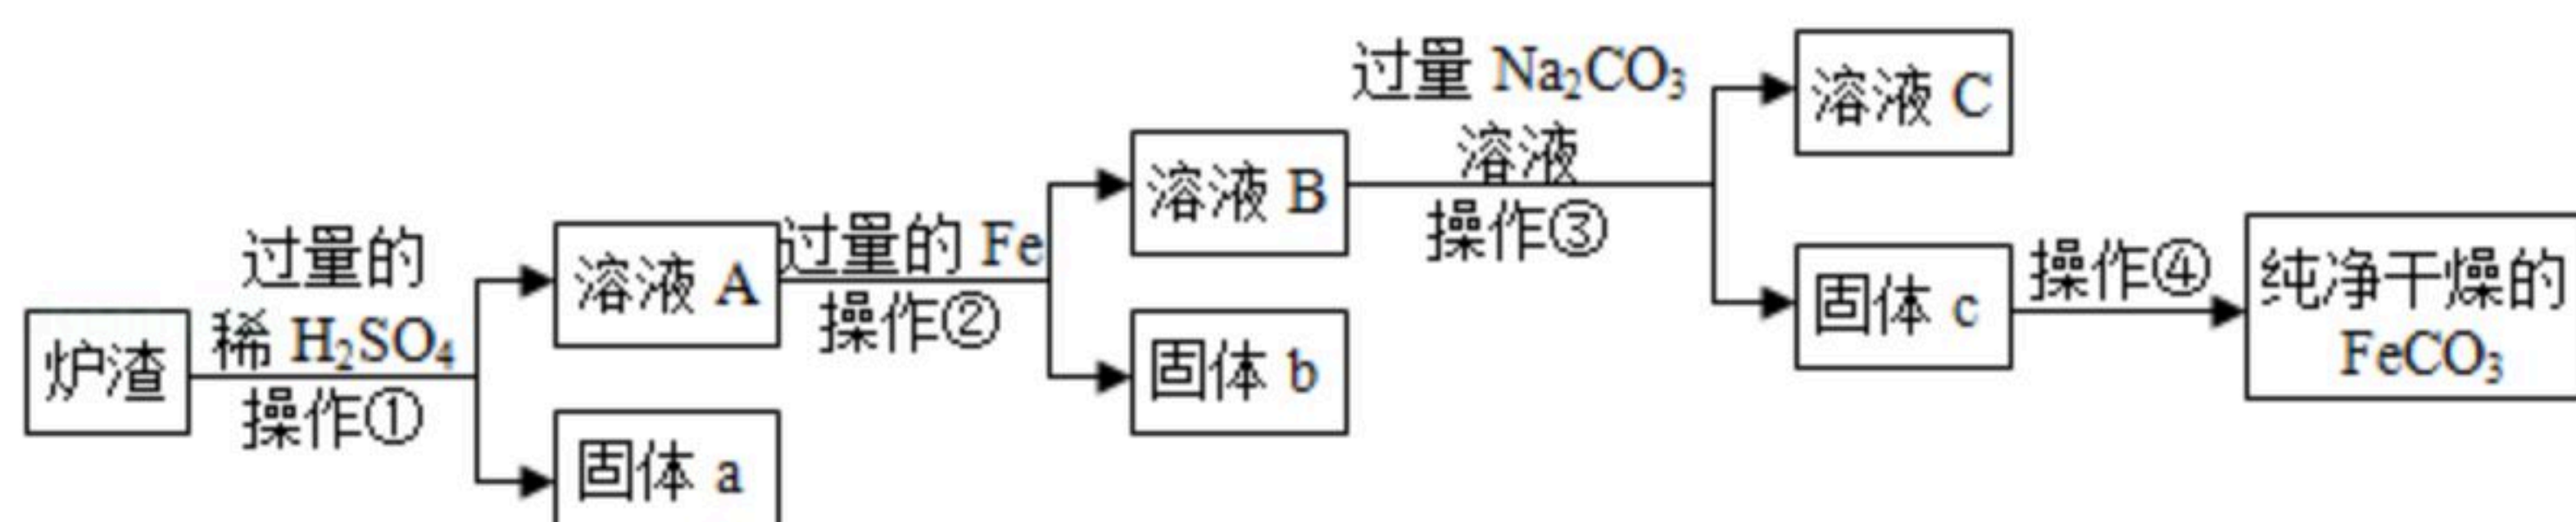 炉渣
过量的
稀 H₂SO₄
操作①
溶液 A
固体 a
过量的 Fe
操作②
溶液 B
固体 b
过量 Na₂CO₃
溶液
操作③
溶液 C
固体 c
操作④
纯净干燥的
FeCO₃